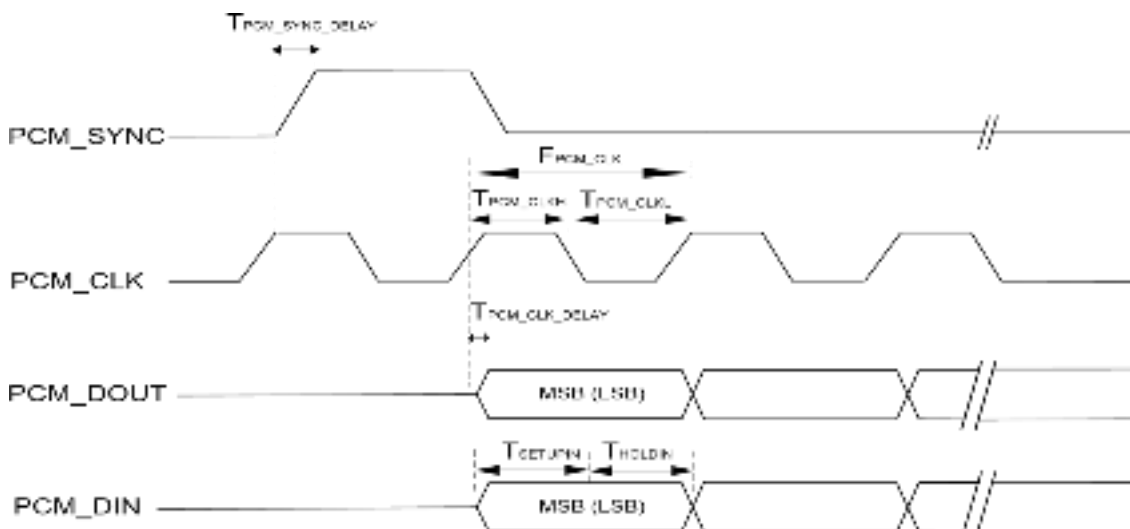 TPCM_SYNC_DELAY
PCM_SYNC
FPCM_CLK
TPCM_CLKH TPCM_CLKL
PCM_CLK
TPCM_CLK_DELAY
PCM_DOUT
MSB (LSB)
TSETUPIN THOLDIN
PCM_DIN
MSB (LSB)